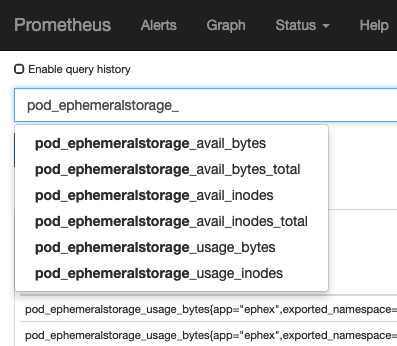 Prometheus Alerts Graph Status Help
Enable query history
pod_ephemeralstorage_
pod_ephemeralstorage_avail_bytes
pod_ephemeralstorage_avail_bytes_total
pod_ephemeralstorage_avail_inodes
pod_ephemeralstorage_avail_inodes_total
pod_ephemeralstorage_usage_bytes
pod_ephemeralstorage_usage_inodes
pod_ephemeralstorage_usage_bytes{app="ephex",exported_namespace=
pod_ephemeralstorage_usage_bytes{app="ephex",exported_namespace=